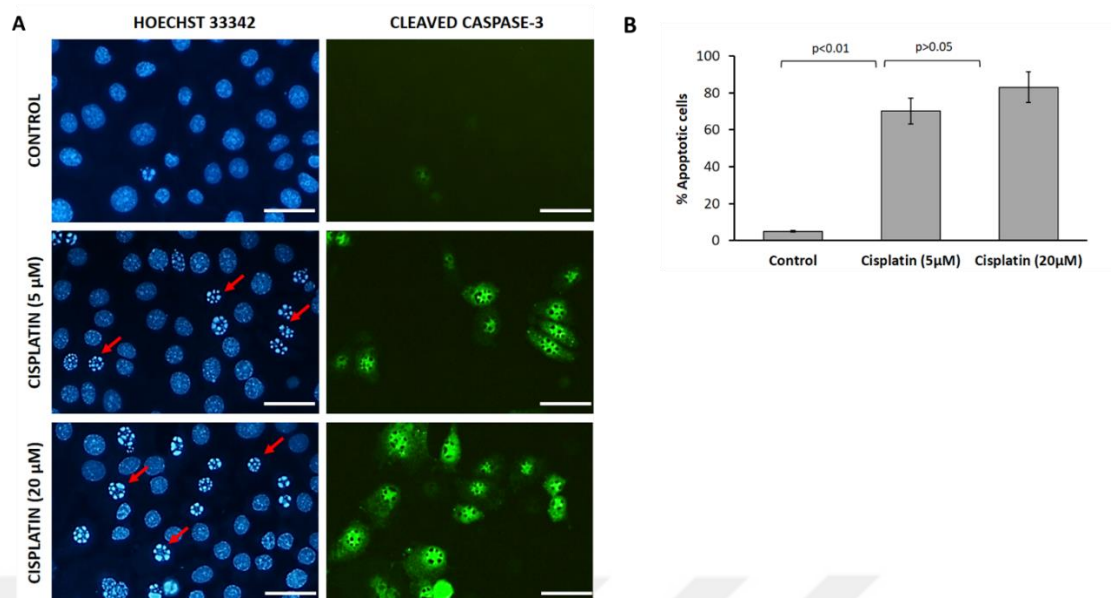 A
HOECHST 33342
CLEAVED CASPASE-3
CONTROL
CISPLATIN (5 µM)
CISPLATIN (20 µM)
B
p<0.01
p>0.05
% Apoptotic cells
100
80
60
40
20
0
Control
Cisplatin (5µM)
Cisplatin (20µM)